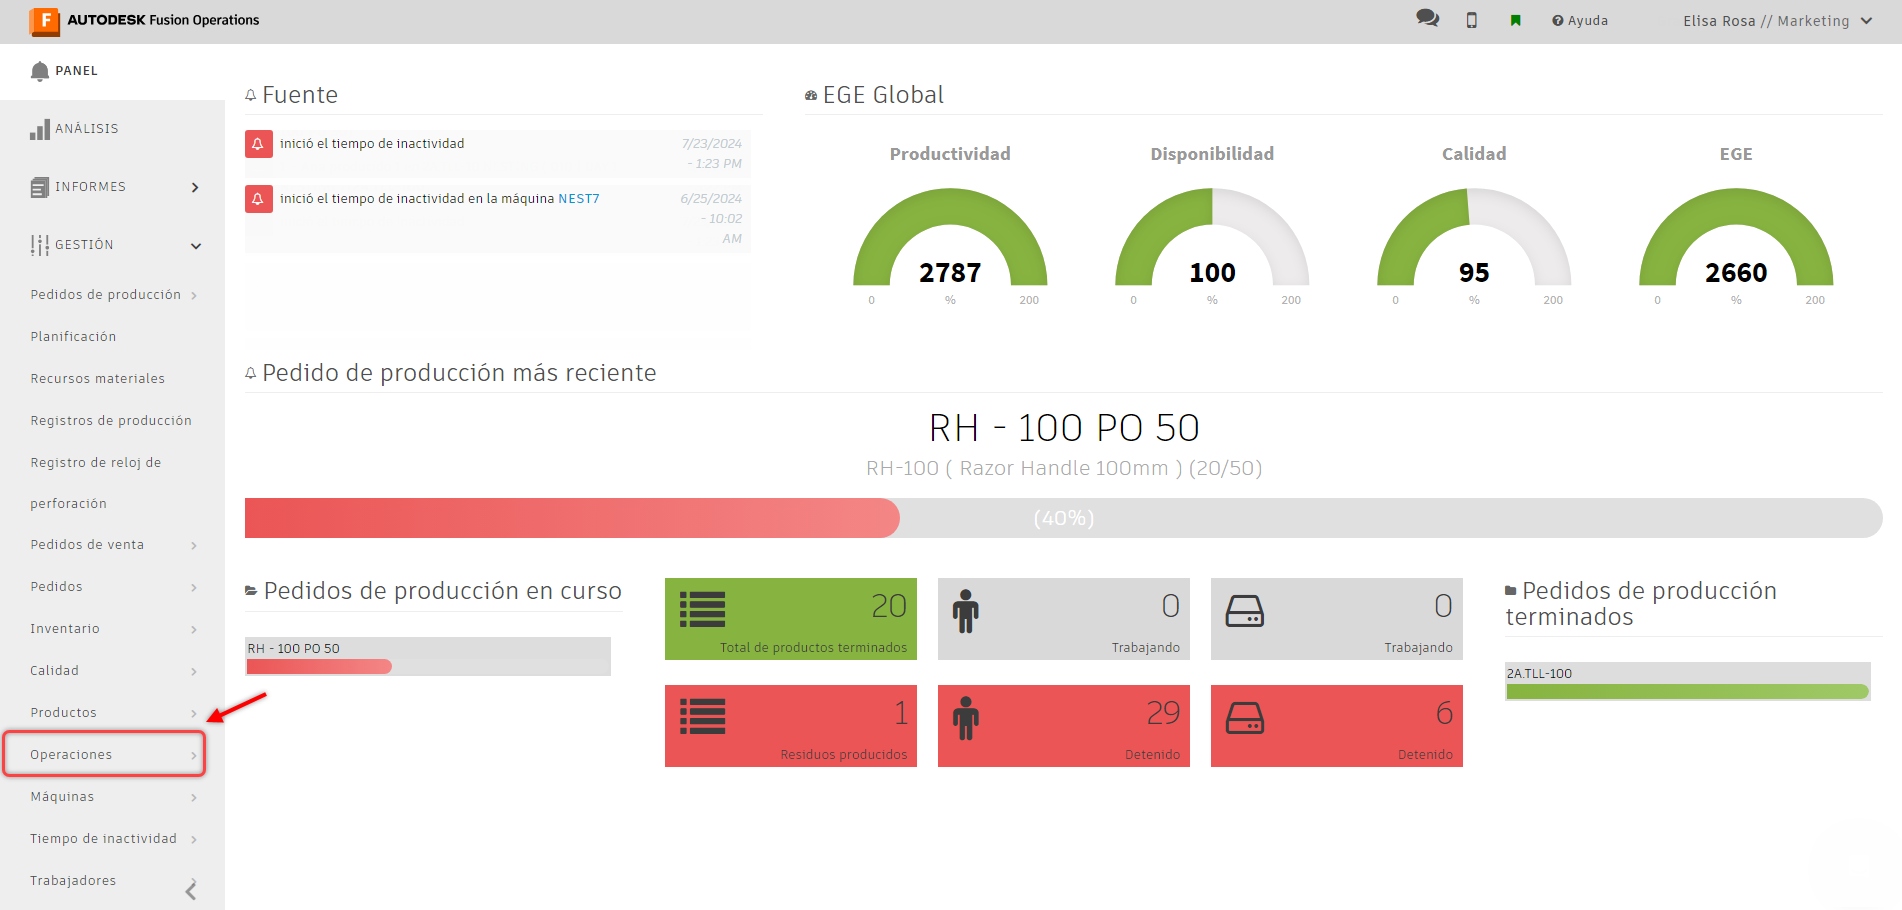 AUTODESK Fusion Operations
Ayuda
Elisa Rosa // Marketing
PANEL
ANÁLISIS
INFORMES
GESTIÓN
Pedidos de producción
Planificación
Recursos materiales
Registros de producción
Registro de reloj de
perforación
Pedidos de venta
Pedidos
Inventario
Calidad
Productos
Operaciones
Máquinas
Tiempo de inactividad
Trabajadores
Fuente
inició el tiempo de inactividad
7/23/2024
- 1:23 PM
inició el tiempo de inactividad en la máquina NEST7
6/25/2024
- 10:02
AM
EGE Global
Productividad
2787
0 % 200
Disponibilidad
100
0 % 200
Calidad
95
0 % 200
EGE
2660
0 % 200
Pedido de producción más reciente
RH - 100 PO 50
RH-100 ( Razor Handle 100mm ) (20/50)
(40%)
Pedidos de producción en curso
RH - 100 PO 50
20
Total de productos terminados
0
Trabajando
0
Trabajando
1
Residuos producidos
29
Detenido
6
Detenido
Pedidos de producción
terminados
2A.TLL-100